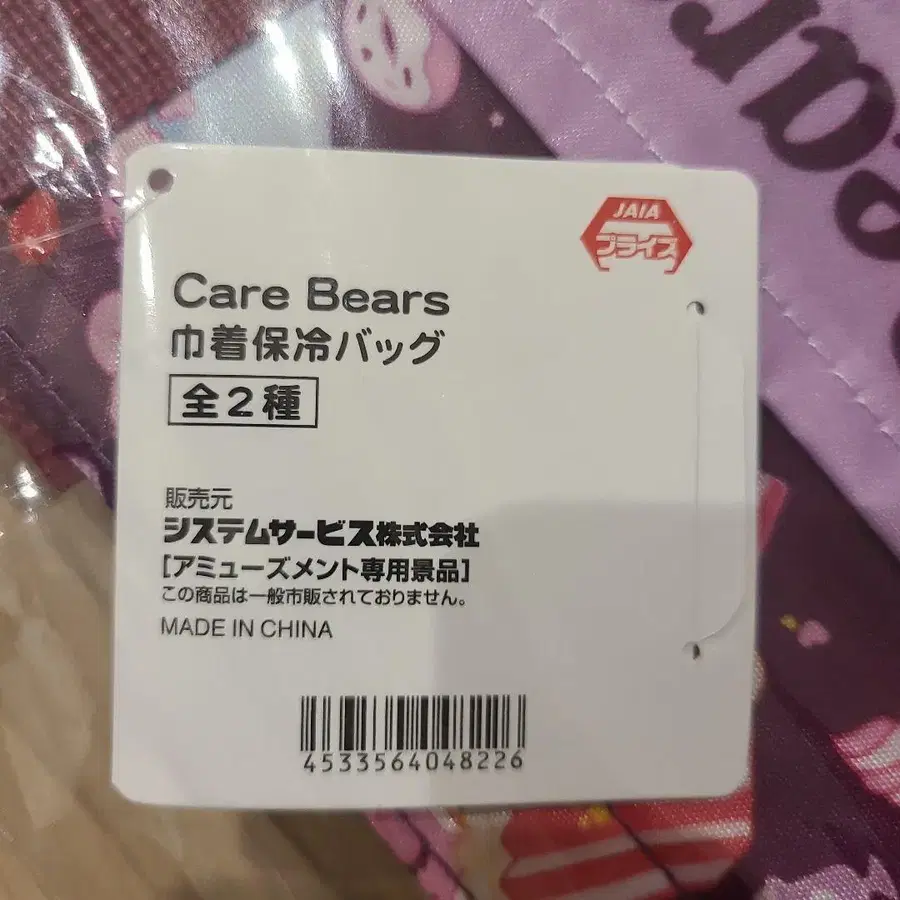 JAIA
プライズ
Care Bears
巾着保冷バッグ
全2種
販売元
システムサービス株式会社
[アミューズメント専用景品]
この商品は一般市販されておりません。
MADE IN CHINA
4533564048226